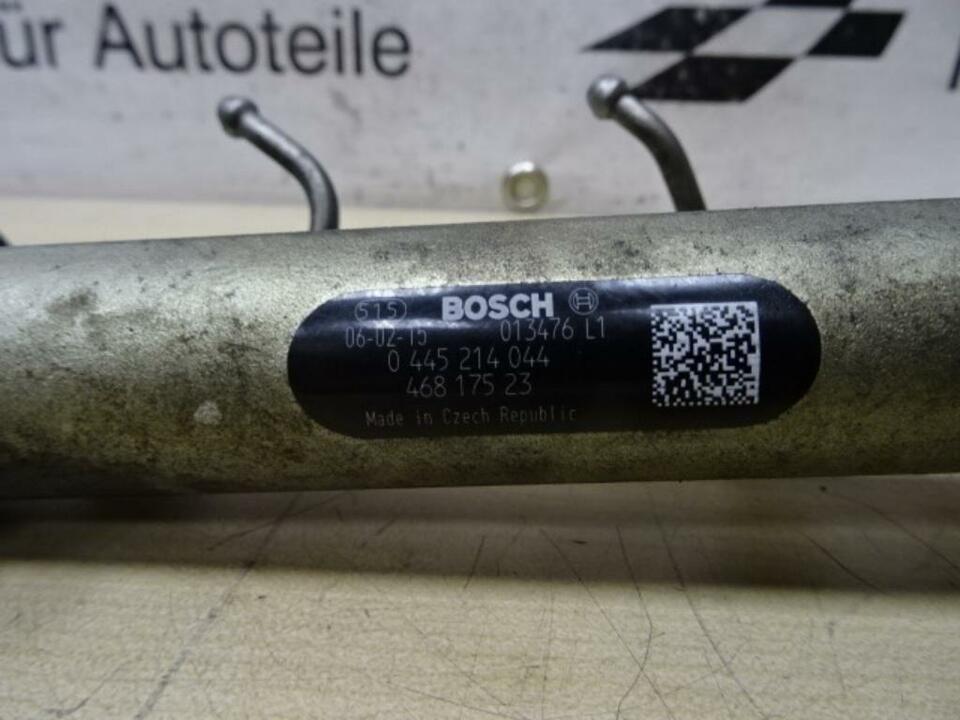 ür Autoteile
515 BOSCH
06-02-15 013476 L1
0 445 214 044
468 175 23
Made in Czech Republic